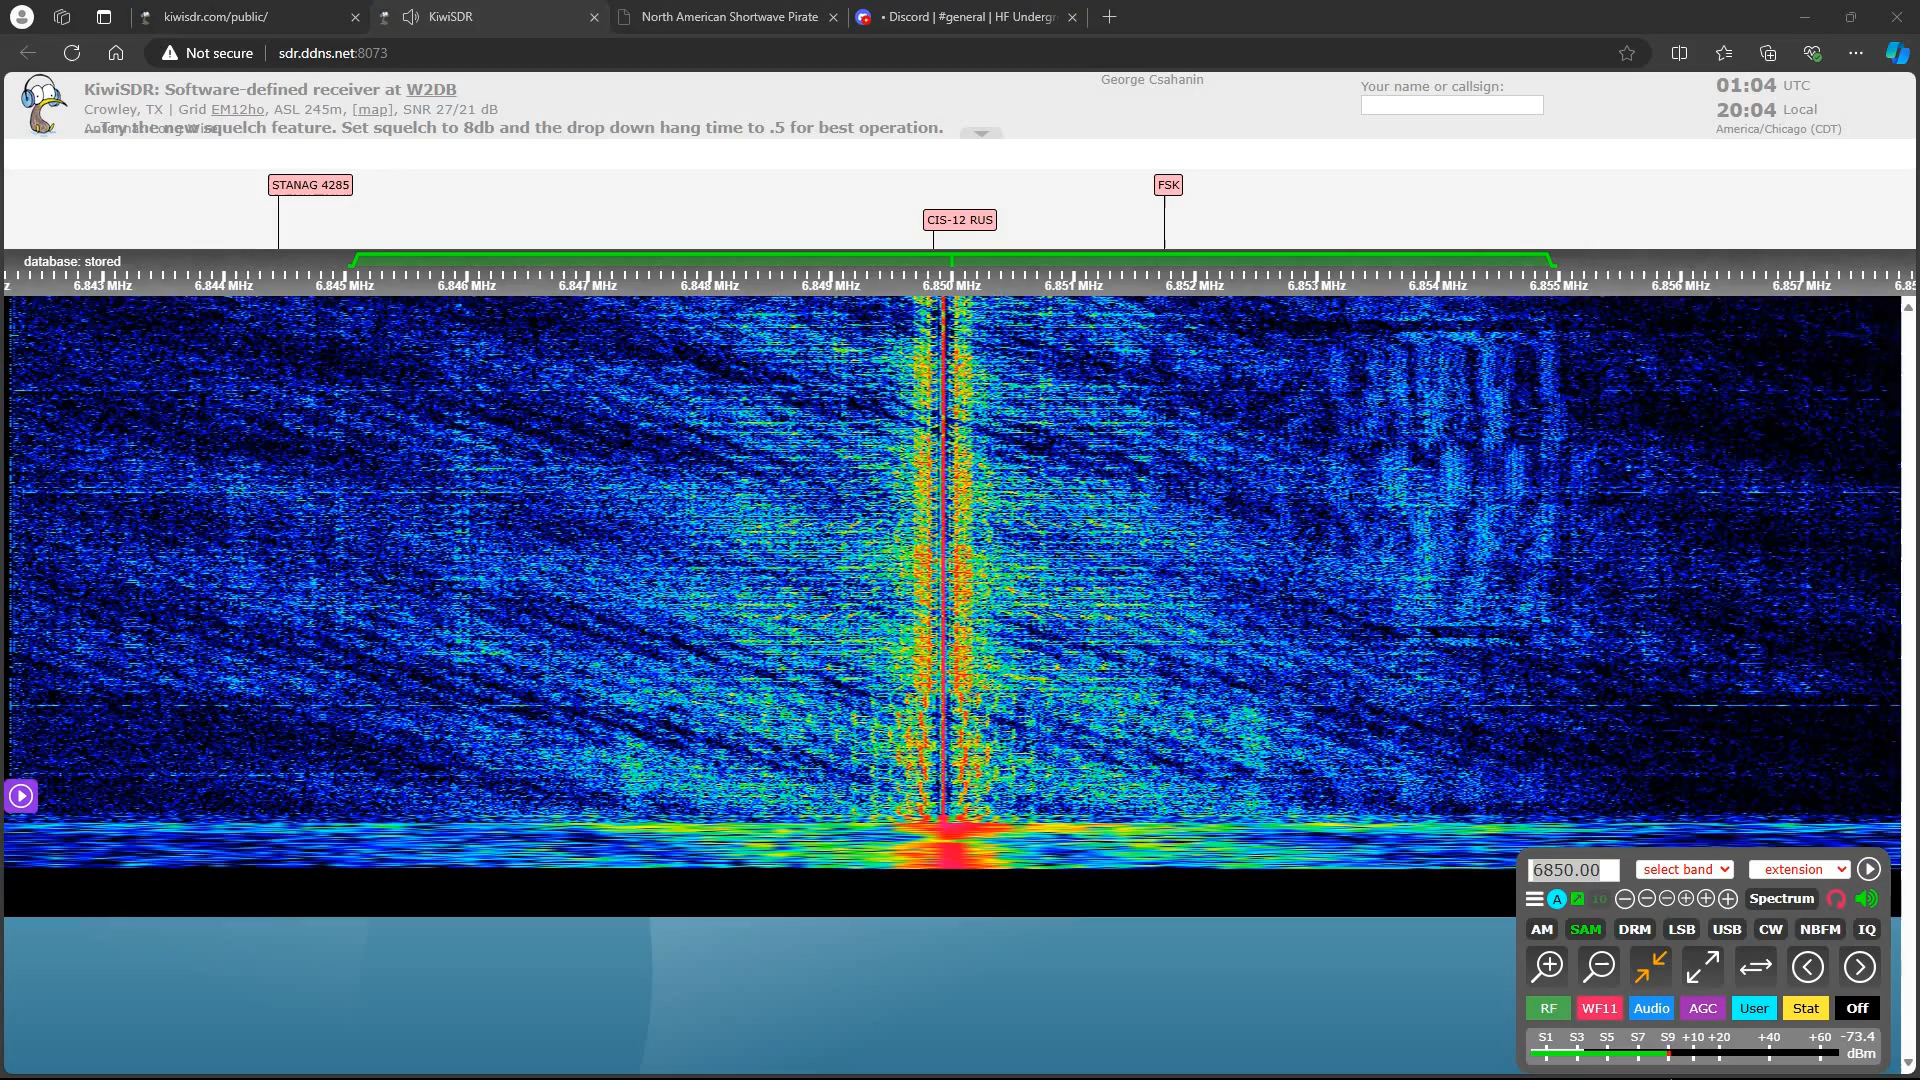 kiwisdr.com/public/
KiwiSDR
North American Shortwave Pirate
• Discord | #general | HF Undergr
Not secure
sdr.ddns.net:8073
KiwiSDR: Software-defined receiver at W2DB
Crowley, TX | Grid EM12ho, ASL 245m, [map], SNR 27/21 dB
...Try the new squelch feature. Set squelch to 8db and the drop down hang time to .5 for best operation.
George Csahanin
Your name or callsign:
01:04 UTC
20:04 Local
America/Chicago (CDT)
STANAG 4285
FSK
CIS-12 RUS
database: stored
z 6.843 MHz 6.844 MHz 6.845 MHz 6.846 MHz 6.847 MHz 6.848 MHz 6.849 MHz 6.850 MHz 6.851 MHz 6.852 MHz 6.853 MHz 6.854 MHz 6.855 MHz 6.856 MHz 6.857 MHz 6.85
6850.00 select band extension
A 10 Spectrum
AM SAM DRM LSB USB CW NBFM IQ
RF WF11 Audio AGC User Stat Off
S1 S3 S5 S7 S9 +10 +20 +40 +60 -73.4
dBm